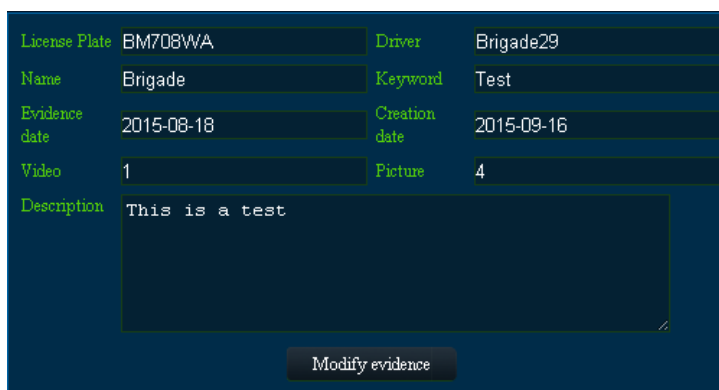 License Plate BM708WA Driver Brigade29
Name Brigade Keyword Test
Evidence date 2015-08-18 Creation date 2015-09-16
Video 1 Picture 4
Description This is a test
Modify evidence